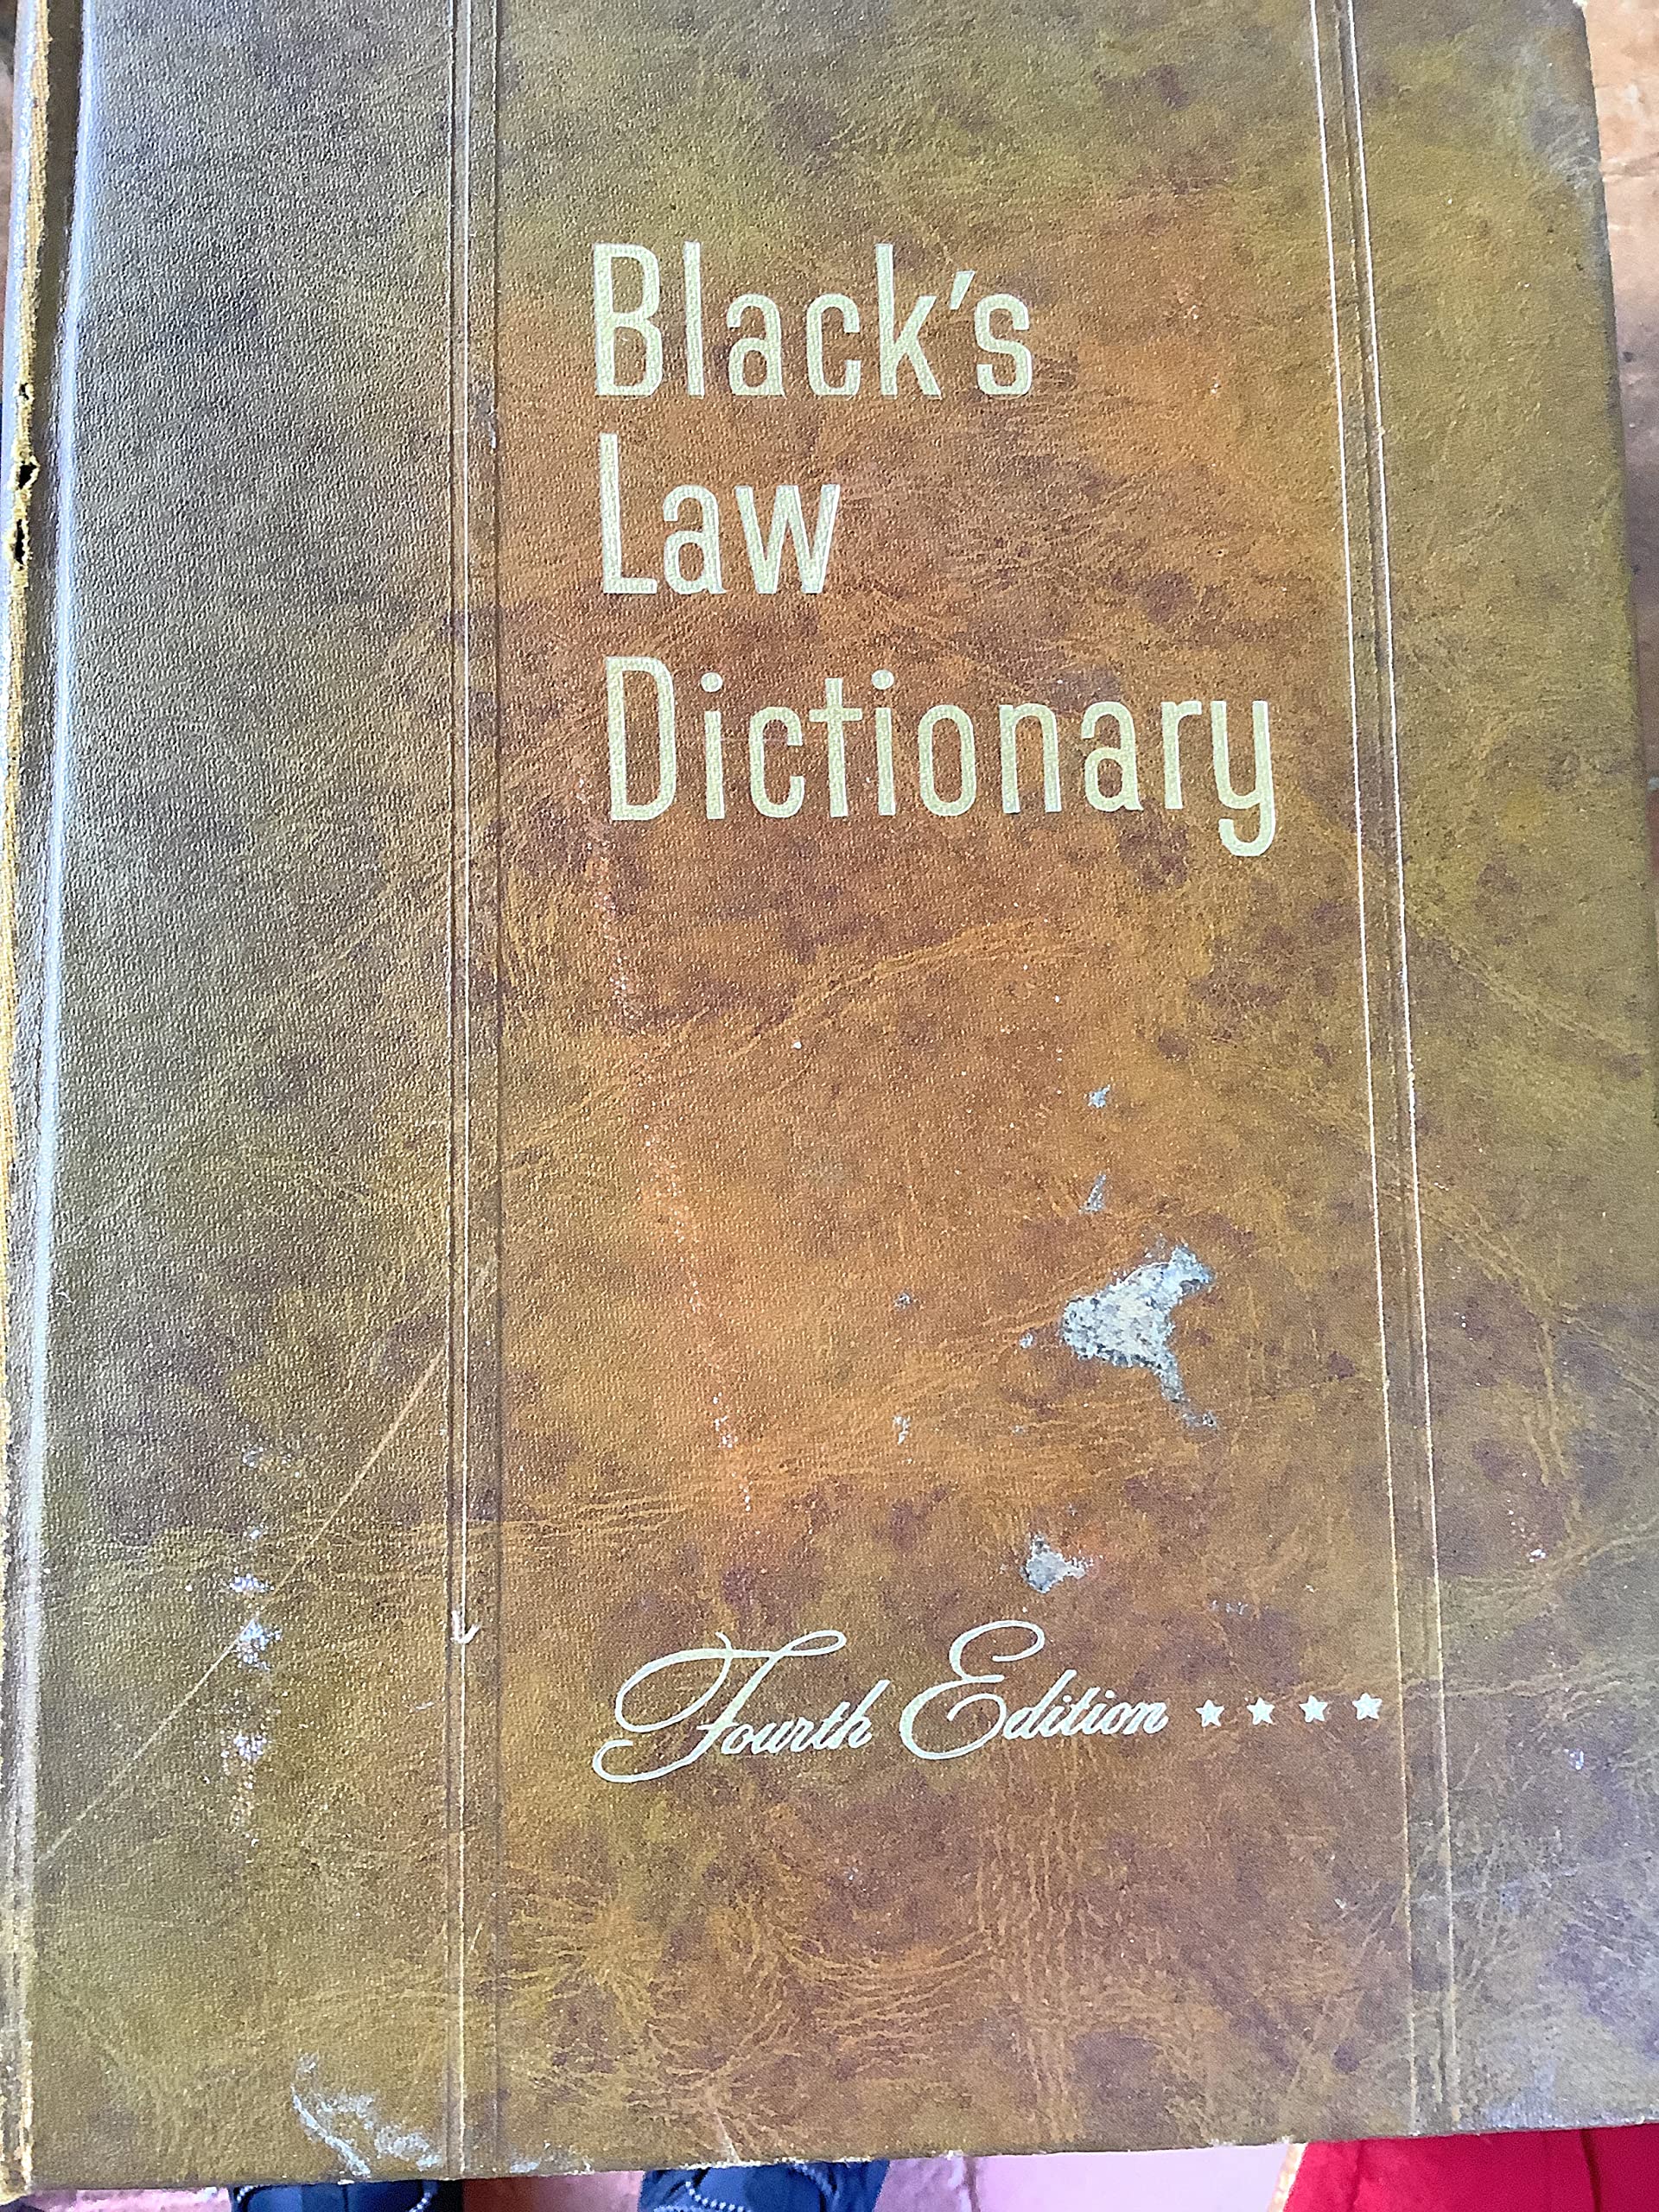 Black's
Law
Dictionary
Fourth Edition ★ ★ ★ ★